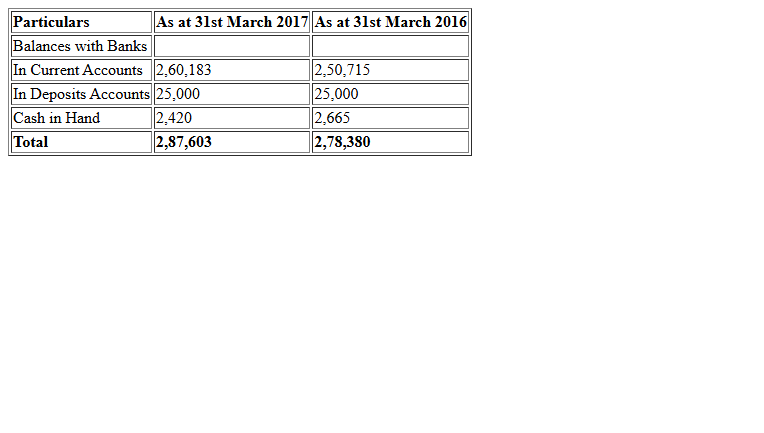 Particulars As at 31st March 2017 As at 31st March 2016
Balances with Banks
In Current Accounts 2,60,183 2,50,715
In Deposits Accounts 25,000 25,000
Cash in Hand 2,420 2,665
Total 2,87,603 2,78,380